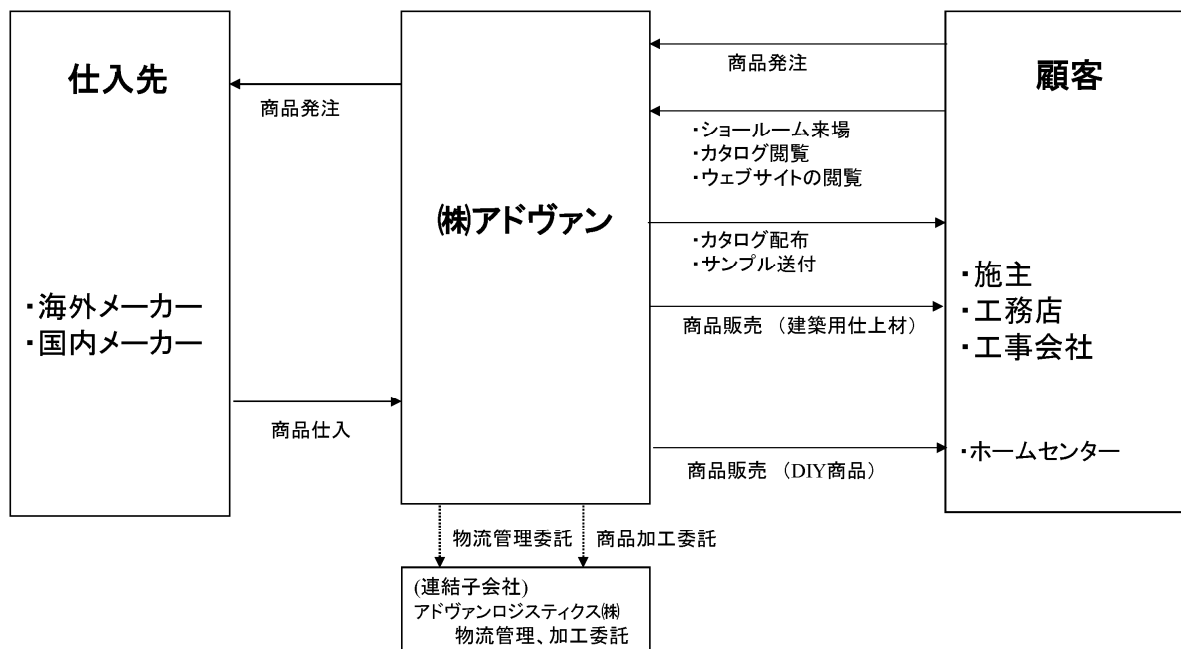 仕入先
・海外メーカー
・国内メーカー
商品発注
商品仕入
㈱アドヴァン
商品発注
・ショールーム来場
・カタログ閲覧
・ウェブサイトの閲覧
・カタログ配布
・サンプル送付
商品販売 （建築用仕上材）
商品販売 （DIY商品）
顧客
・施主
・工務店
・工事会社
・ホームセンター
物流管理委託
商品加工委託
(連結子会社)
アドヴァンロジスティクス㈱
物流管理、加工委託